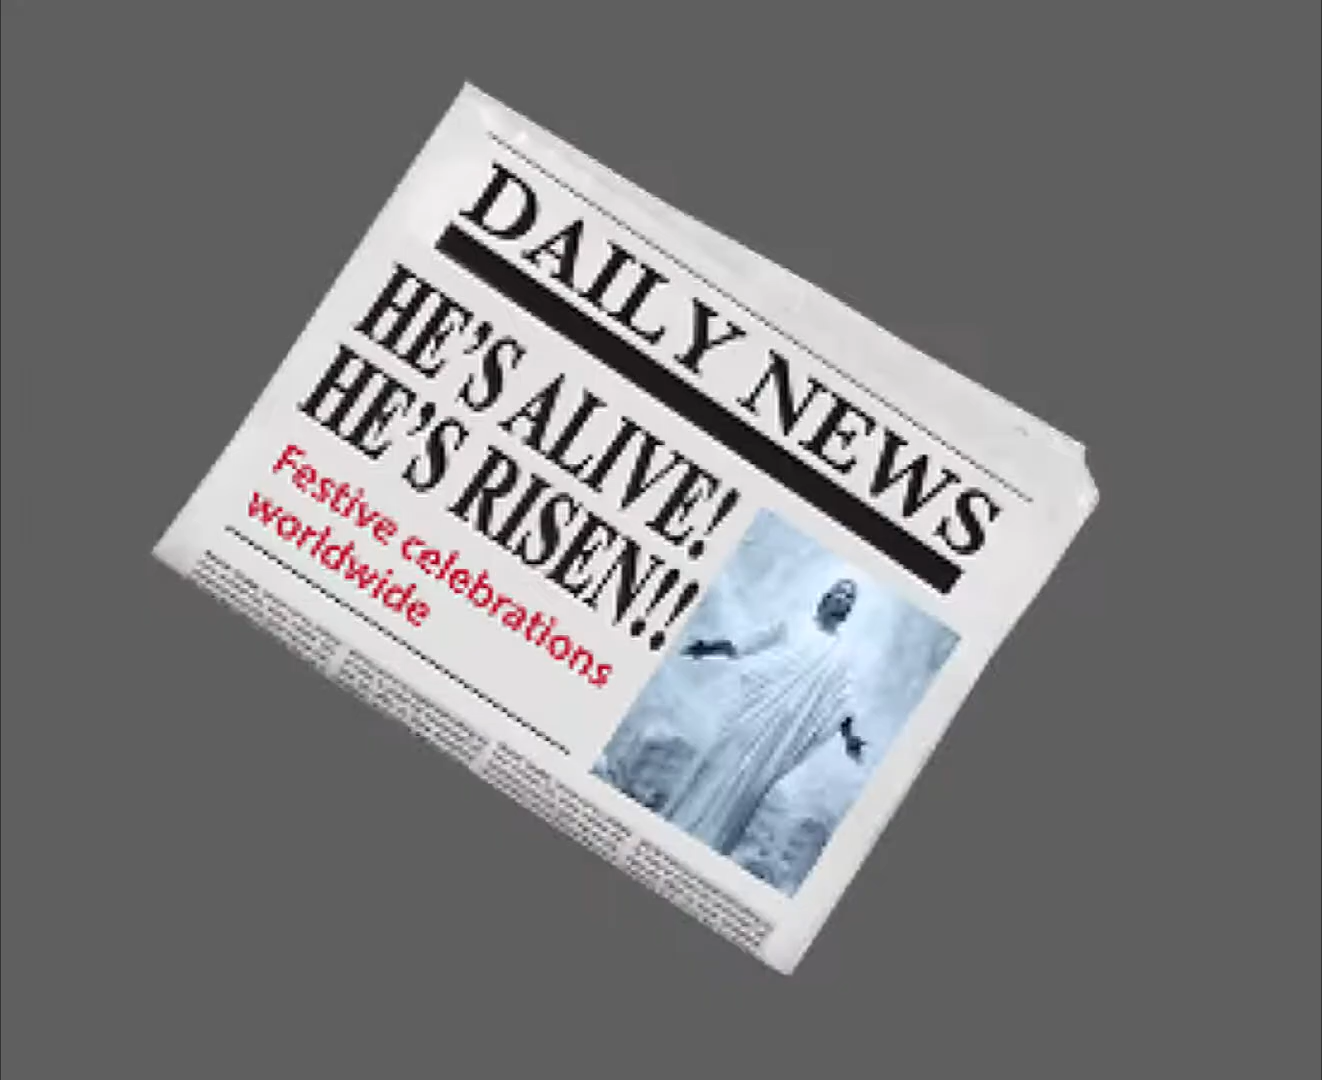 DAILY NEWS
HE'S ALIVE!
HE'S RISEN!!
Festive celebrations
worldwide